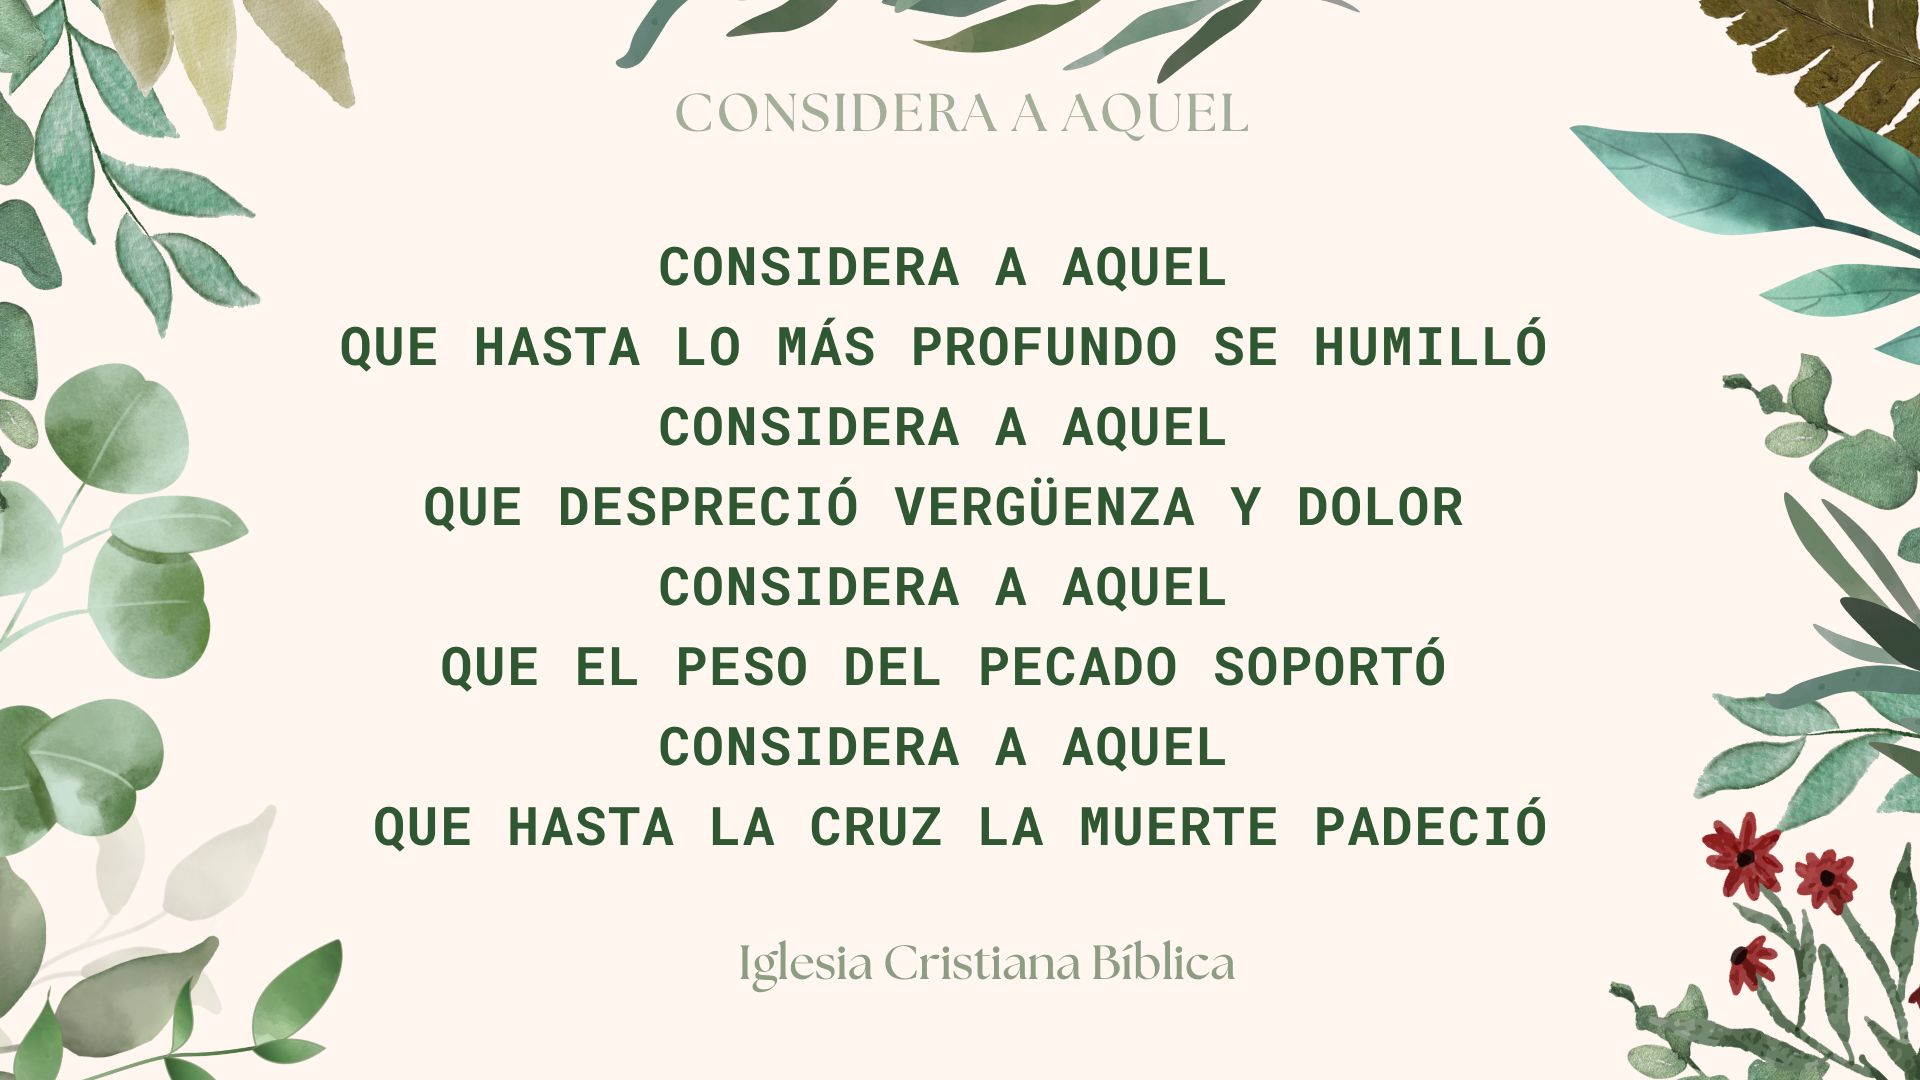 CONSIDERA A AQUEL
CONSIDERA A AQUEL
QUE HASTA LO MÁS PROFUNDO SE HUMILLÓ
CONSIDERA A AQUEL
QUE DESPRECIÓ VERGÜENZA Y DOLOR
CONSIDERA A AQUEL
QUE EL PESO DEL PECADO SOPORTÓ
CONSIDERA A AQUEL
QUE HASTA LA CRUZ LA MUERTE PADECIÓ
Iglesia Cristiana Bíblica